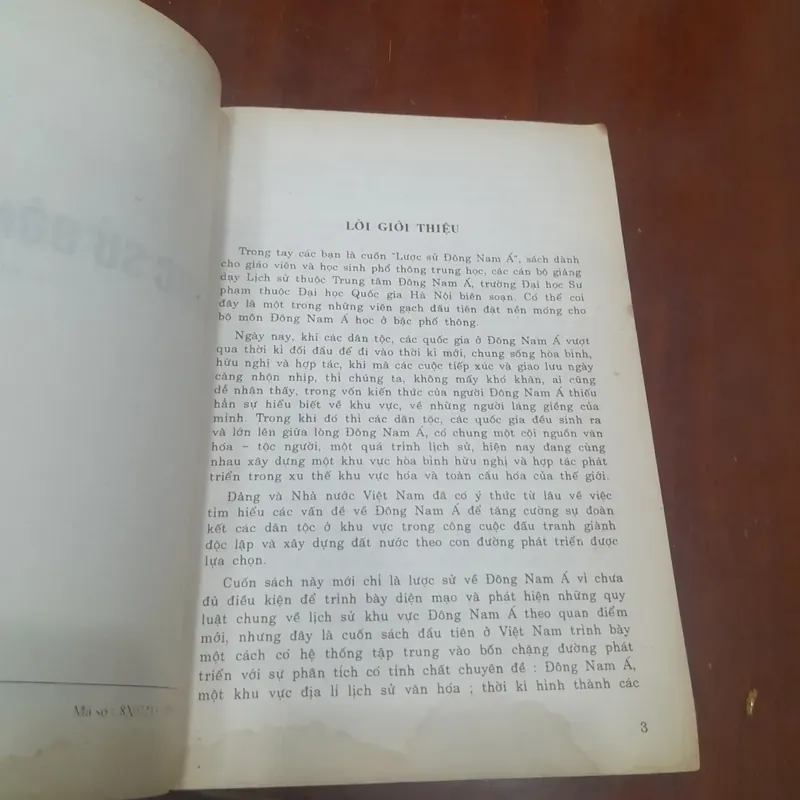 LỜI GIỚI THIỆU
Trong tay các bạn là cuốn "Lược sử Đông Nam Á", sách dành
cho giáo viên và học sinh phổ thông trung học, các cán bộ giảng
dạy Lịch sử thuộc Trung tâm Đông Nam Á, trường Đại học Sư
phạm thuộc Đại học Quốc gia Hà Nội biên soạn. Có thể coi
đây là một trong những viên gạch đầu tiên đặt nền móng cho
bộ môn Đông Nam Á học ở bậc phổ thông.
Ngày nay, khi các dân tộc, các quốc gia ở Đông Nam Á vượt
qua thời kì đối đầu để đi vào thời kì mới, chung sống hòa bình,
hữu nghị và hợp tác, khi mà các cuộc tiếp xúc và giao lưu ngày
càng nhộn nhịp, thì chúng ta, không mấy khó khăn, ai cũng
dễ nhận thấy, trong vốn kiến thức của người Đông Nam Á thiếu
hẳn sự hiểu biết về khu vực, về những người láng giềng của
mình. Trong khi đó thì các dân tộc, các quốc gia đều sinh ra
và lớn lên giữa lòng Đông Nam Á, có chung một cội nguồn văn
hóa – tộc người, một quá trình lịch sử, hiện nay đang cùng
nhau xây dựng một khu vực hòa bình hữu nghị và hợp tác phát
triển trong xu thế khu vực hóa và toàn cầu hóa của thế giới.
Đảng và Nhà nước Việt Nam đã có ý thức từ lâu về việc
tìm hiểu các vấn đề về Đông Nam Á để tăng cường sự đoàn
kết các dân tộc ở khu vực trong công cuộc đấu tranh giành
độc lập và xây dựng đất nước theo con đường phát triển được
lựa chọn.
Cuốn sách này mới chỉ là lược sử về Đông Nam Á vì chưa
đủ điều kiện để trình bày diện mạo và phát hiện những quy
luật chung về lịch sử khu vực Đông Nam Á theo quan điểm
mới, nhưng đây là cuốn sách đầu tiên ở Việt Nam trình bày
một cách có hệ thống tập trung vào bốn chặng đường phát
triển với sự phân tích có tính chất chuyên đề : Đông Nam Á,
một khu vực địa lí lịch sử văn hóa ; thời kì hình thành các
3
Mã số :